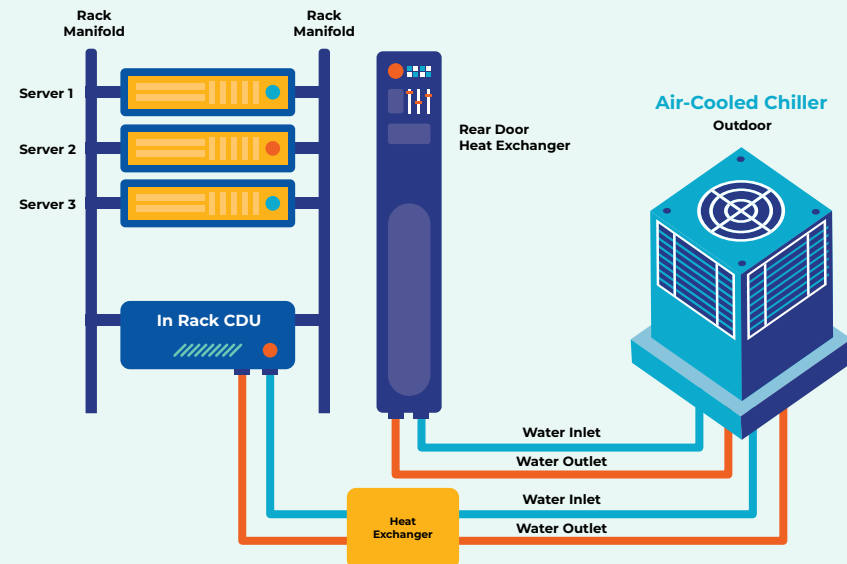 Rack
Manifold
Rack
Manifold
Server 1
Server 2
Server 3
In Rack CDU
Rear Door
Heat Exchanger
Air-Cooled Chiller
Outdoor
Water Inlet
Water Outlet
Water Inlet
Water Outlet
Heat
Exchanger